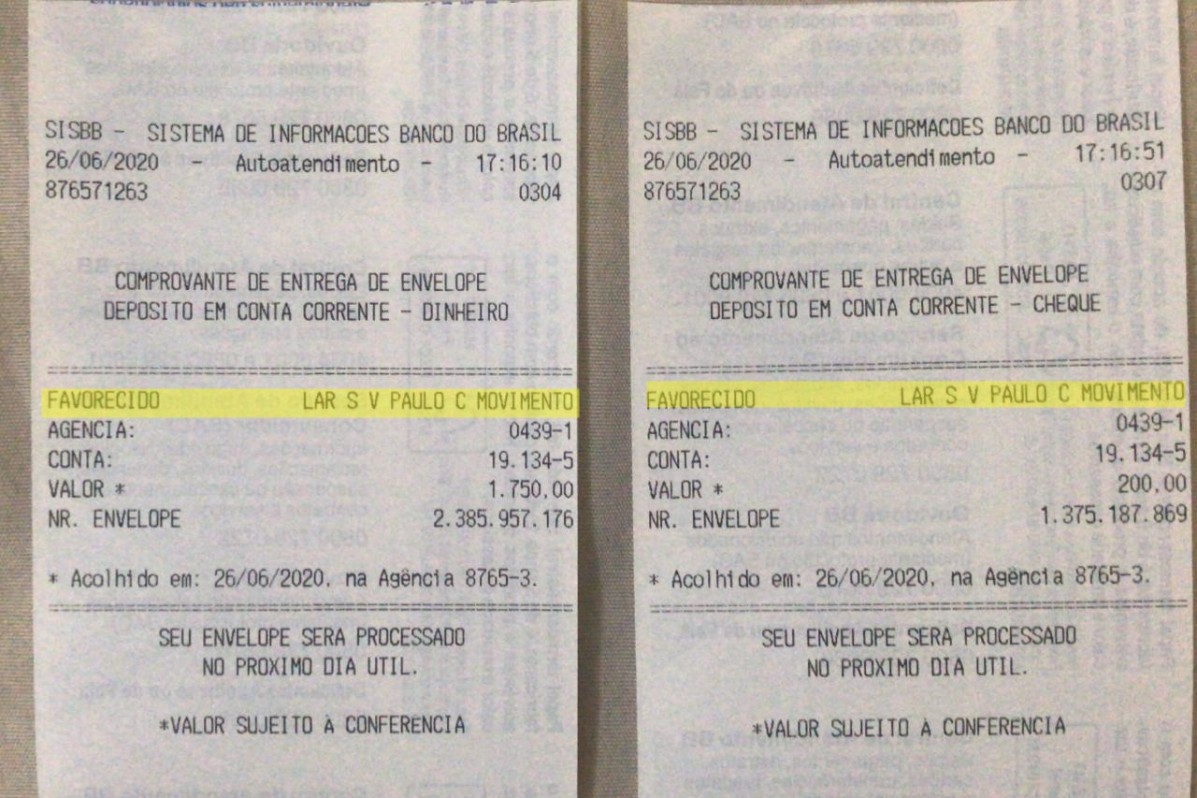 SISBB - SISTEMA DE INFORMACOES BANCO DO BRASIL
26/06/2020 - Autoatendimento - 17:16:10
876571263 0304
COMPROVANTE DE ENTREGA DE ENVELOPE
DEPOSITO EM CONTA CORRENTE - DINHEIRO
FAVORECIDO LAR S V PAULO C MOVIMENTO
AGENCIA: 0439-1
CONTA: 19.134-5
VALOR * 1.750,00
NR. ENVELOPE 2.385.957.176
* Acolhido em: 26/06/2020, na Agência 8765-3.
SEU ENVELOPE SERA PROCESSADO
NO PROXIMO DIA UTIL.
*VALOR SUJEITO À CONFERENCIA
SISBB - SISTEMA DE INFORMACOES BANCO DO BRASIL
26/06/2020 - Autoatendimento - 17:16:51
876571263 0307
COMPROVANTE DE ENTREGA DE ENVELOPE
DEPOSITO EM CONTA CORRENTE - CHEQUE
FAVORECIDO LAR S V PAULO C MOVIMENTO
AGENCIA: 0439-1
CONTA: 19.134-5
VALOR * 200,00
NR. ENVELOPE 1.375.187.869
* Acolhido em: 26/06/2020, na Agência 8765-3.
SEU ENVELOPE SERA PROCESSADO
NO PROXIMO DIA UTIL.
*VALOR SUJEITO À CONFERENCIA